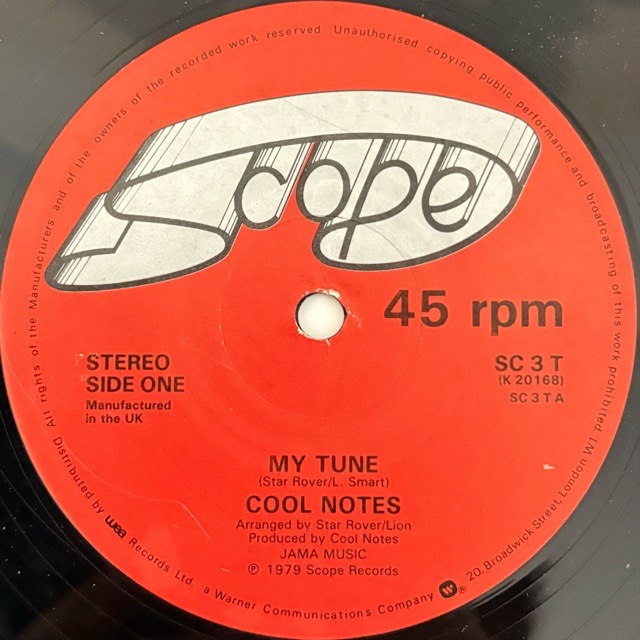 Scope
45 rpm
STEREO
SIDE ONE
Manufactured
in the UK
SC 3 T
(K 20168)
SC 3 T A
MY TUNE
(Star Rover/L. Smart)
COOL NOTES
Arranged by Star Rover/Lion
Produced by Cool Notes
JAMA MUSIC
℗ 1979 Scope Records
All rights of the Manufacturers and of the owners of the recorded work reserved. Unauthorised copying, public performance and broadcasting of this work prohibited.
Distributed by wea Records Ltd. a Warner Communications Company W ® 20, Broadwick Street, London IW.